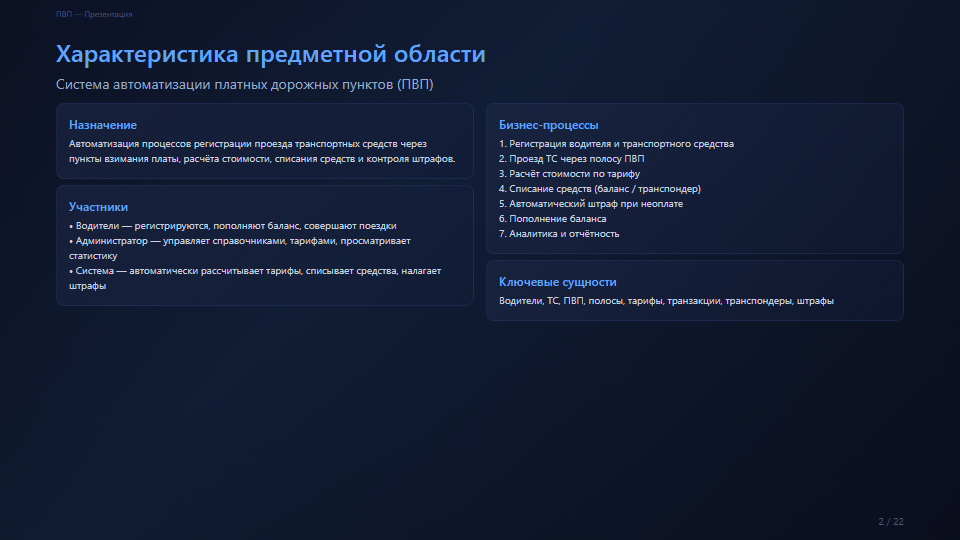 ПВП — Презентация
Характеристика предметной области
Система автоматизации платных дорожных пунктов (ПВП)
Назначение
Автоматизация процессов регистрации проезда транспортных средств через
пункты взимания платы, расчёта стоимости, списания средств и контроля штрафов.
Участники
• Водители — регистрируются, пополняют баланс, совершают поездки
• Администратор — управляет справочниками, тарифами, просматривает
статистику
• Система — автоматически рассчитывает тарифы, списывает средства, налагает
штрафы
Бизнес-процессы
1. Регистрация водителя и транспортного средства
2. Проезд ТС через полосу ПВП
3. Расчёт стоимости по тарифу
4. Списание средств (баланс / транспондер)
5. Автоматический штраф при неоплате
6. Пополнение баланса
7. Аналитика и отчётность
Ключевые сущности
Водители, ТС, ПВП, полосы, тарифы, транзакции, транспондеры, штрафы
2 / 22